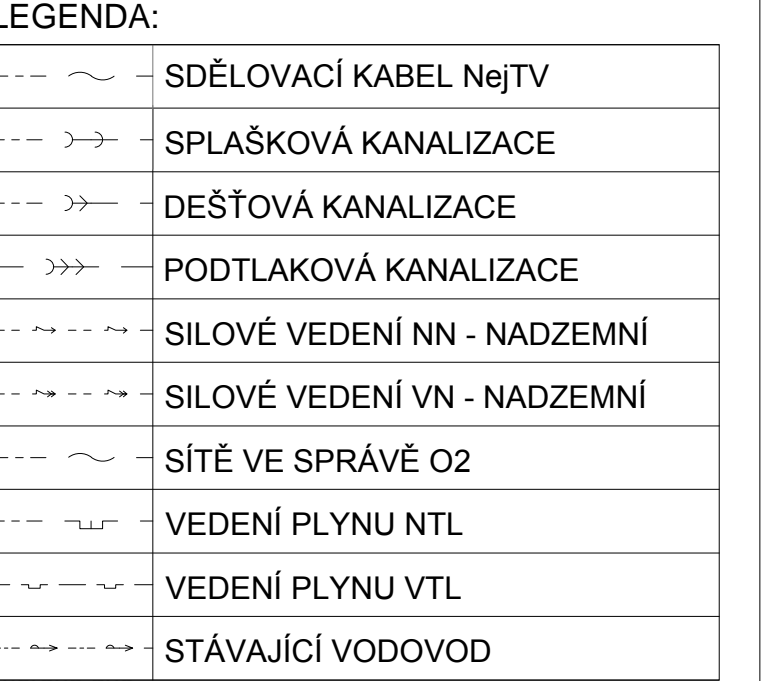 LEGENDA:
SDĚLOVACÍ KABEL NejTV
SPLAŠKOVÁ KANALIZACE
DEŠŤOVÁ KANALIZACE
PODTLAKOVÁ KANALIZACE
SILOVÉ VEDENÍ NN - NADZEMNÍ
SILOVÉ VEDENÍ VN - NADZEMNÍ
SÍTĚ VE SPRÁVĚ O2
VEDENÍ PLYNU NTL
VEDENÍ PLYNU VTL
STÁVAJÍCÍ VODOVOD